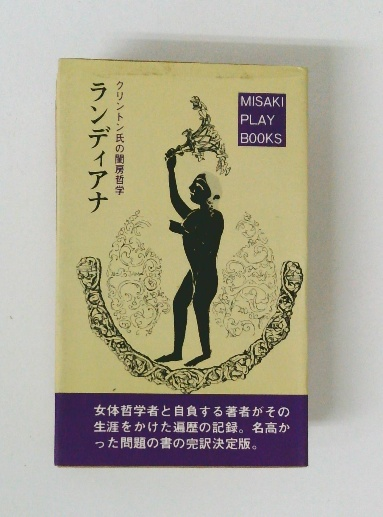 MISAKI
PLAY
BOOKS
クリントン氏の閨房哲学
ランディアナ
女体哲学者と自負する著者がその
生涯をかけた遍歴の記録。名高か
った問題の書の完訳決定版。